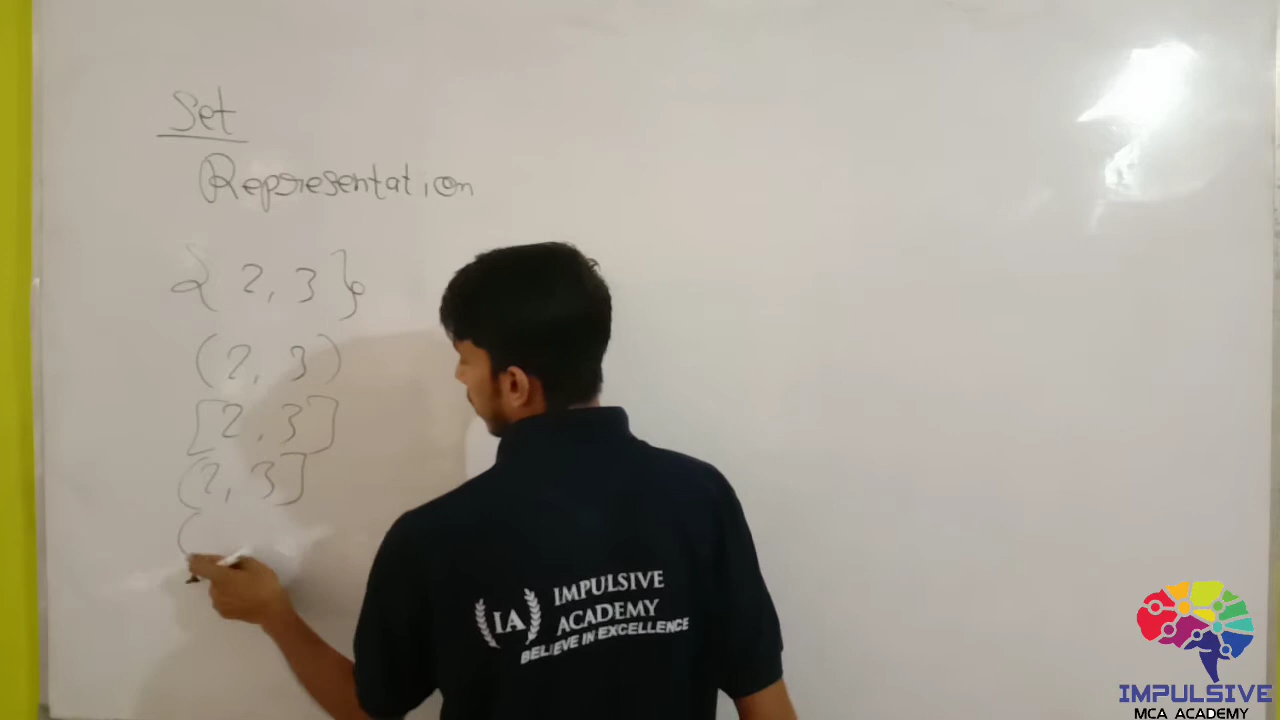 Set
Representation
{ 2, 3 }
(2, 3)
[2, 3]
(2, 3]
(
IA IMPULSIVE
ACADEMY
BELIEVE IN EXCELLENCE
IMPULSIVE
MCA ACADEMY